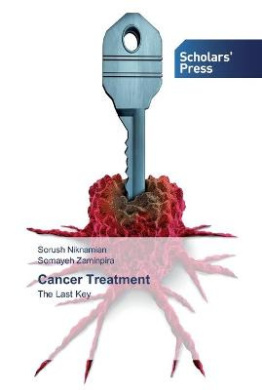 Scholars'
Press
Sorush Niknamian
Somayeh Zaminpira
Cancer Treatment
The Last Key